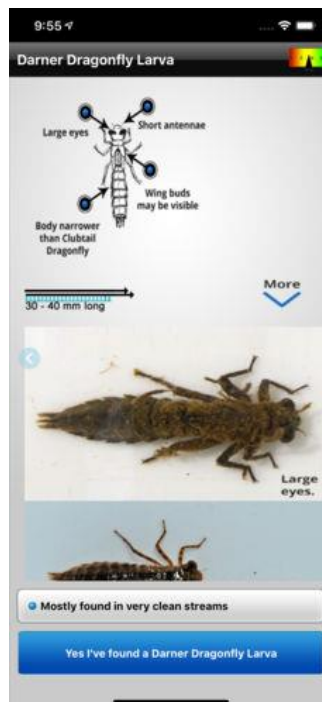 9:55
Darner Dragonfly Larva
Large eyes
Short antennae
Wing buds
may be visible
Body narrower
than Clubtail
Dragonfly
More
30 - 40 mm long
Large
eyes.
Mostly found in very clean streams
Yes I've found a Darner Dragonfly Larva